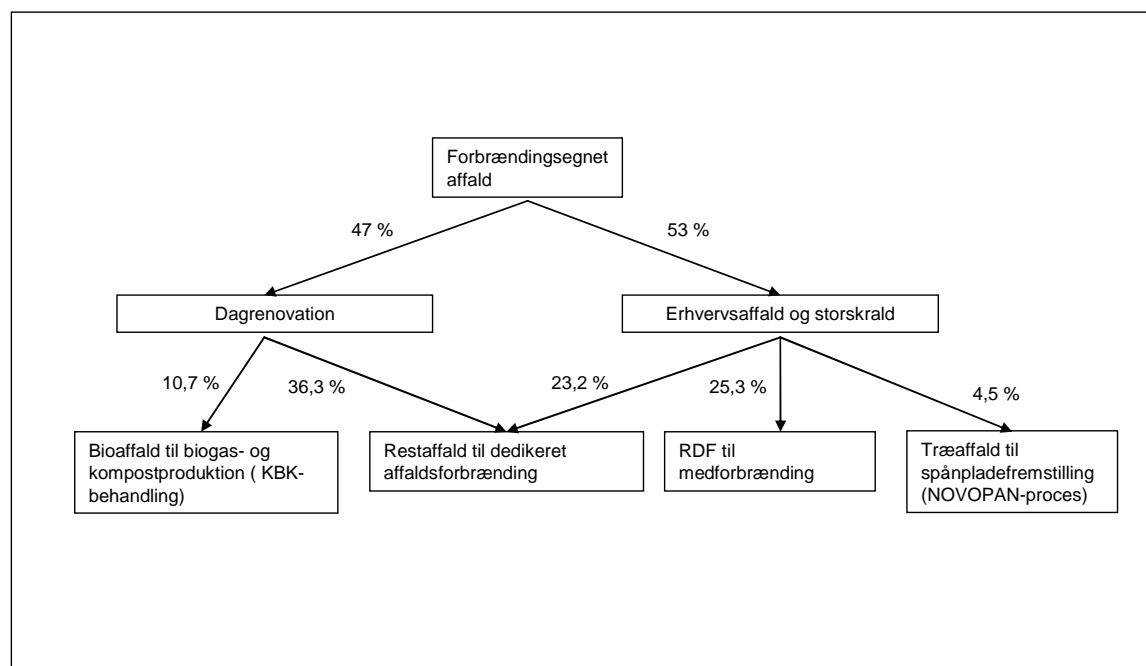 Forbrændingsegnet
affald
47 %
53 %
Dagrenovation
Erhvervsaffald og storskrald
10,7 %
36,3 %
23,2 %
25,3 %
4,5 %
Bioaffald til biogas- og
kompostproduktion ( KBK-
behandling)
Restaffald til dedikeret
affaldsforbrænding
RDF til
medforbrænding
Træaffald til
spånpladefremstilling
(NOVOPAN-proces)